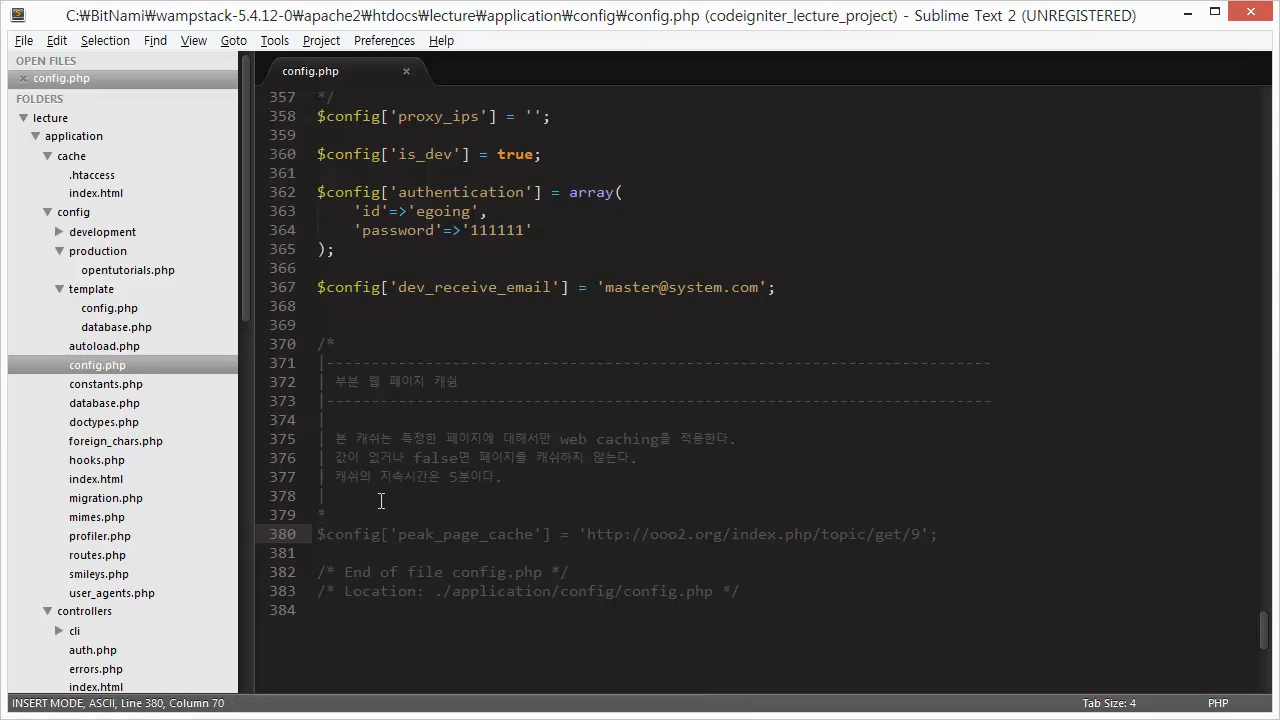 C:₩BitNami₩wampstack-5.4.12-0₩apache2₩htdocs₩lecture₩application₩config₩config.php (codeigniter_lecture_project) - Sublime Text 2 (UNREGISTERED)
File Edit Selection Find View Goto Tools Project Preferences Help
OPEN FILES
config.php
FOLDERS
lecture
application
cache
.htaccess
index.html
config
development
production
opentutorials.php
template
config.php
database.php
autoload.php
config.php
constants.php
database.php
doctypes.php
foreign_chars.php
hooks.php
index.html
migration.php
mimes.php
profiler.php
routes.php
smileys.php
user_agents.php
controllers
cli
auth.php
errors.php
index.html
config.php
357 */
358 $config['proxy_ips'] = '';
359
360 $config['is_dev'] = true;
361
362 $config['authentication'] = array(
363 'id'=>'egoing',
364 'password'=>'111111'
365 );
366
367 $config['dev_receive_email'] = 'master@system.com';
368
369
370 /*
371 |--------------------------------------------------------------------------
372 | 부분 웹 페이지 캐슁
373 |--------------------------------------------------------------------------
374 |
375 | 본 캐쉬는 특정한 페이지에 대해서만 web caching을 적용한다.
376 | 값이 없거나 false면 페이지를 캐쉬하지 않는다.
377 | 캐쉬의 지속시간은 5분이다.
378 |
379 *
380 $config['peak_page_cache'] = 'http://ooo2.org/index.php/topic/get/9';
381
382 /* End of file config.php */
383 /* Location: ./application/config/config.php */
384
INSERT MODE, ASCII, Line 380, Column 70
Tab Size: 4
PHP